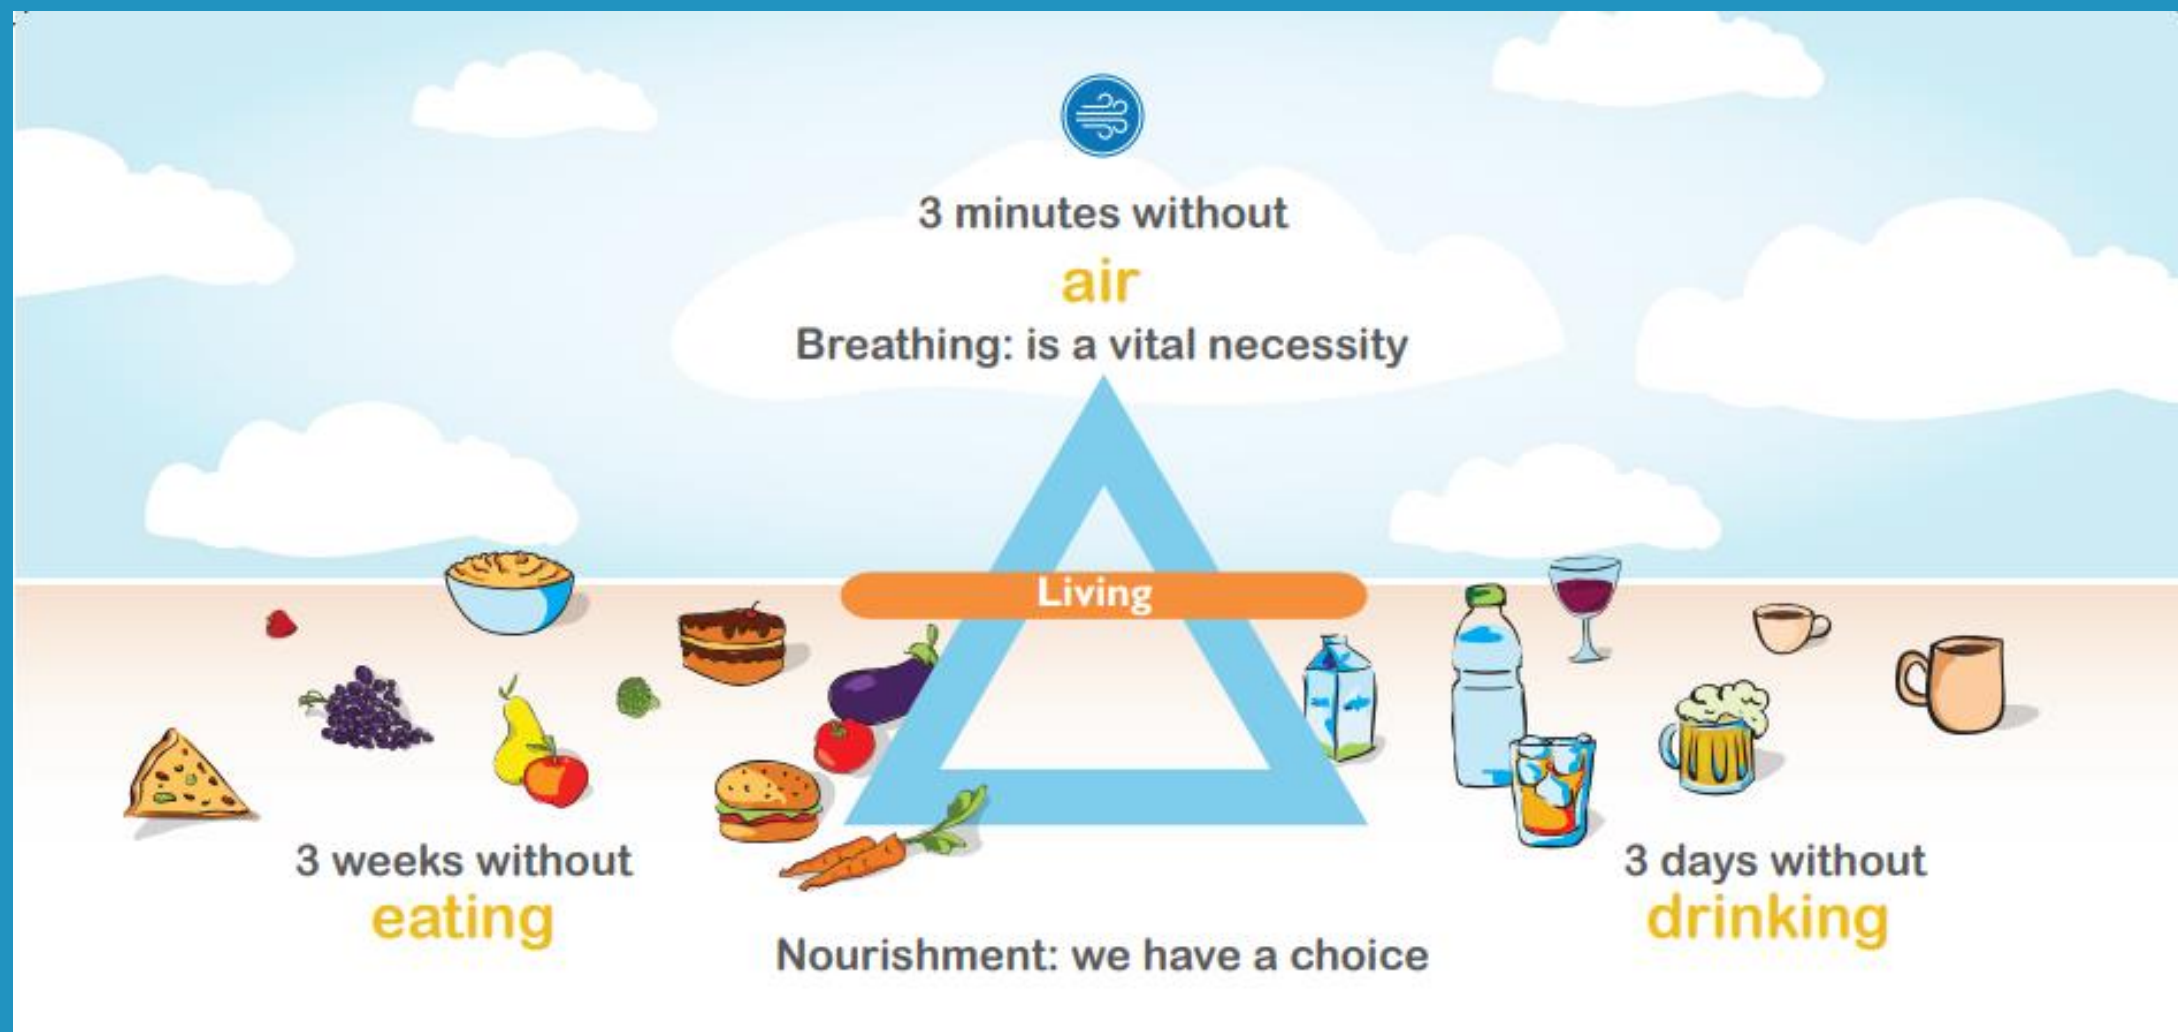 3 minutes without
air
Breathing: is a vital necessity
Living
3 weeks without
eating
3 days without
drinking
Nourishment: we have a choice